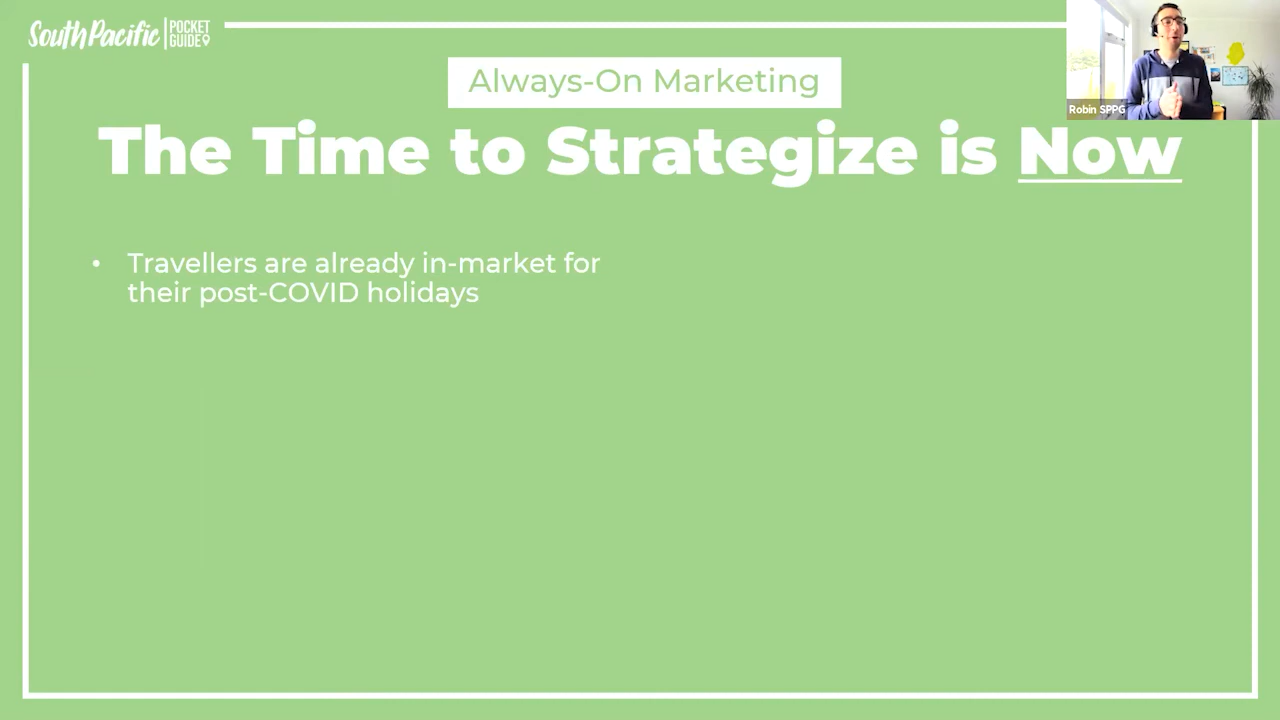 South Pacific POCKET
GUIDE
Robin SPPG
Always-On Marketing
The Time to Strategize is Now
• Travellers are already in-market for
their post-COVID holidays